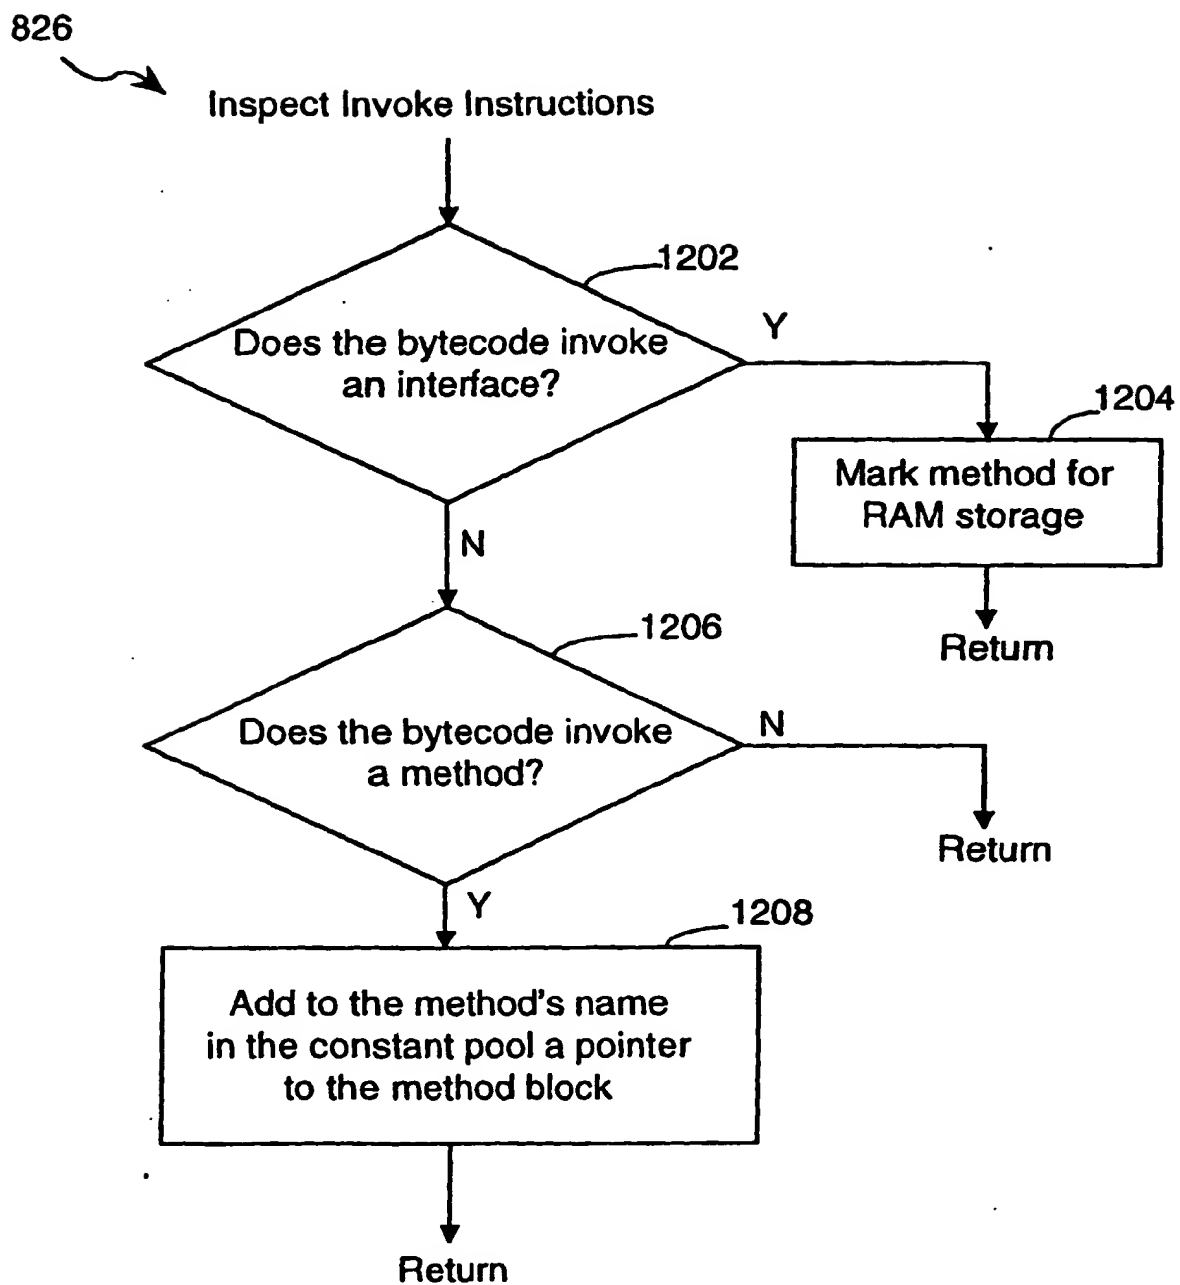 826
Inspect Invoke Instructions
1202
Does the bytecode invoke
an interface?
Y
1204
Mark method for
RAM storage
Return
N
1206
Does the bytecode invoke
a method?
N
Return
Y
1208
Add to the method's name
in the constant pool a pointer
to the method block
Return